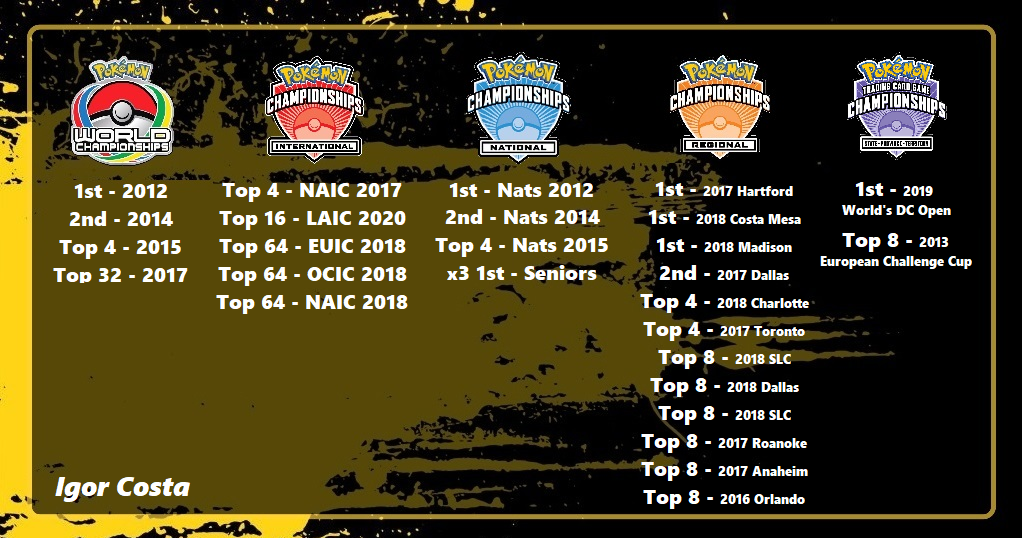 POKÉMON
WORLD
CHAMPIONSHIPS
1st - 2012
2nd - 2014
Top 4 - 2015
Top 32 - 2017
POKÉMON
CHAMPIONSHIPS
INTERNATIONAL
Top 4 - NAIC 2017
Top 16 - LAIC 2020
Top 64 - EUIC 2018
Top 64 - OCIC 2018
Top 64 - NAIC 2018
POKÉMON
CHAMPIONSHIPS
NATIONAL
1st - Nats 2012
2nd - Nats 2014
Top 4 - Nats 2015
x3 1st - Seniors
POKÉMON
CHAMPIONSHIPS
REGIONAL
1st - 2017 Hartford
1st - 2018 Costa Mesa
1st - 2018 Madison
2nd - 2017 Dallas
Top 4 - 2018 Charlotte
Top 4 - 2017 Toronto
Top 8 - 2018 SLC
Top 8 - 2018 Dallas
Top 8 - 2018 SLC
Top 8 - 2017 Roanoke
Top 8 - 2017 Anaheim
Top 8 - 2016 Orlando
POKÉMON
TRADING CARD GAME
CHAMPIONSHIPS
STATE-PROVINCE-TERRITORY
1st - 2019
World's DC Open
Top 8 - 2013
European Challenge Cup
Igor Costa